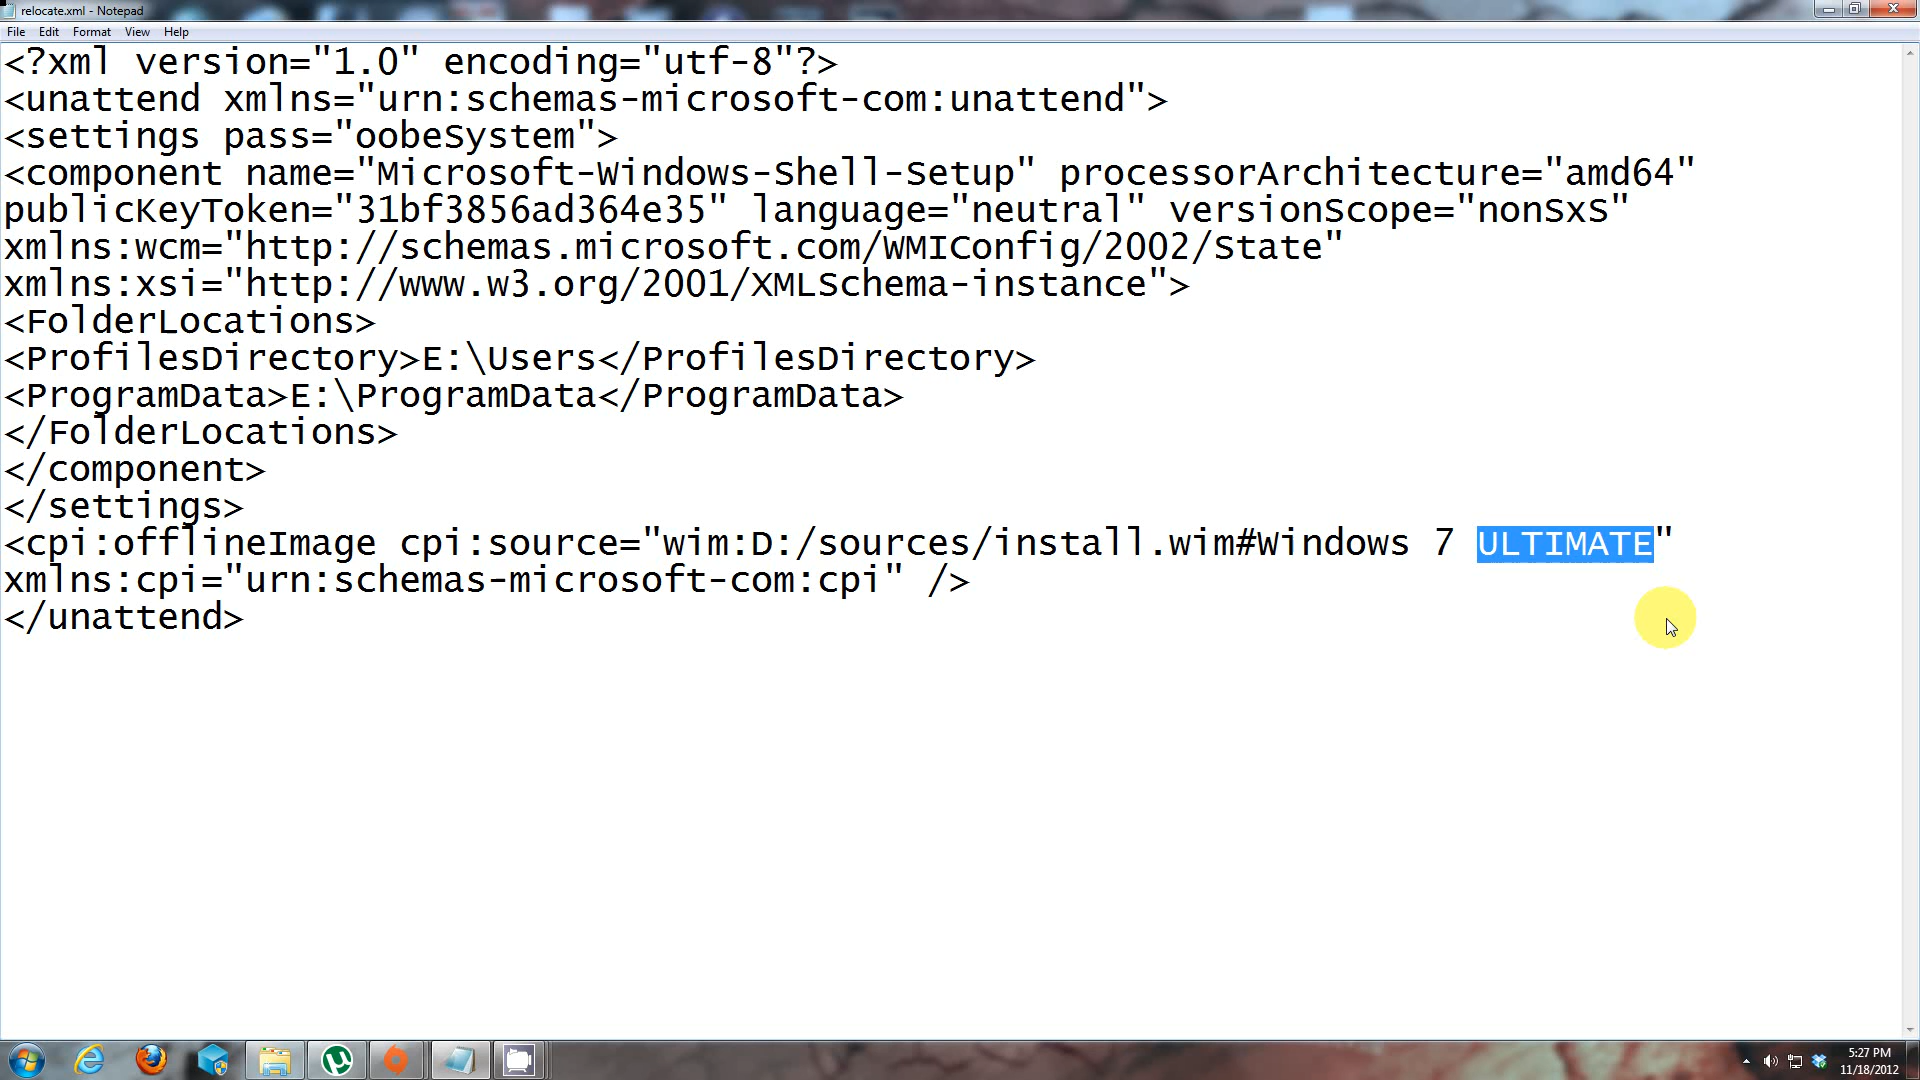 relocate.xml - Notepad
File Edit Format View Help
<?xml version="1.0" encoding="utf-8"?>
<unattend xmlns="urn:schemas-microsoft-com:unattend">
<settings pass="oobeSystem">
<component name="Microsoft-Windows-Shell-Setup" processorArchitecture="amd64"
publicKeyToken="31bf3856ad364e35" language="neutral" versionScope="nonSxS"
xmlns:wcm="http://schemas.microsoft.com/WMIConfig/2002/State"
xmlns:xsi="http://www.w3.org/2001/XMLSchema-instance">
<FolderLocations>
<ProfilesDirectory>E:\Users</ProfilesDirectory>
<ProgramData>E:\ProgramData</ProgramData>
</FolderLocations>
</component>
</settings>
<cpi:offlineImage cpi:source="wim:D:/sources/install.wim#Windows 7 ULTIMATE"
xmlns:cpi="urn:schemas-microsoft-com:cpi" />
</unattend>
5:27 PM
11/18/2012